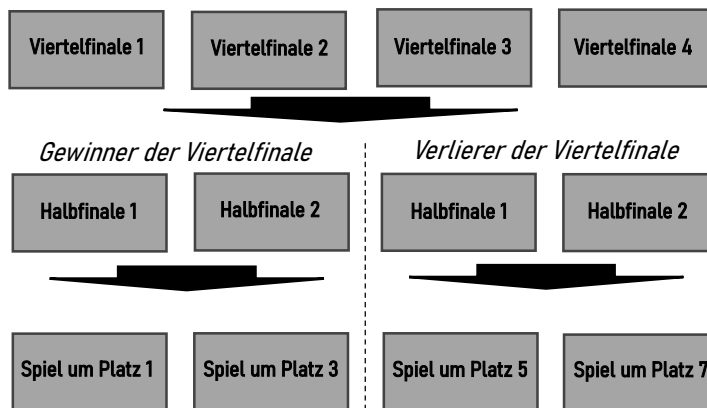 Viertelfinale 1
Viertelfinale 2
Viertelfinale 3
Viertelfinale 4
Gewinner der Viertelfinale
Verlierer der Viertelfinale
Halbfinale 1
Halbfinale 2
Halbfinale 1
Halbfinale 2
Spiel um Platz 1
Spiel um Platz 3
Spiel um Platz 5
Spiel um Platz 7